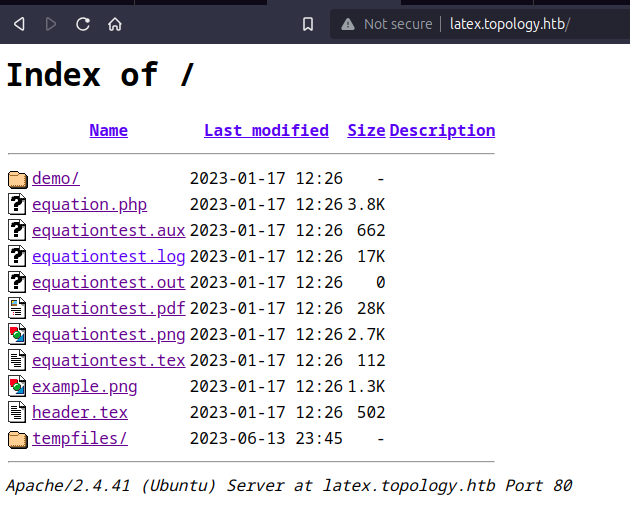 Not secure latex.topology.htb/
Index of /
Name Last modified Size Description
demo/ 2023-01-17 12:26 -
equation.php 2023-01-17 12:26 3.8K
equationtest.aux 2023-01-17 12:26 662
equationtest.log 2023-01-17 12:26 17K
equationtest.out 2023-01-17 12:26 0
equationtest.pdf 2023-01-17 12:26 28K
equationtest.png 2023-01-17 12:26 2.7K
equationtest.tex 2023-01-17 12:26 112
example.png 2023-01-17 12:26 1.3K
header.tex 2023-01-17 12:26 502
tempfiles/ 2023-06-13 23:45 -
Apache/2.4.41 (Ubuntu) Server at latex.topology.htb Port 80